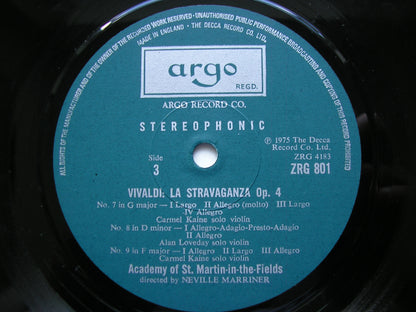 ALL RIGHTS OF THE MANUFACTURER AND OF THE OWNER OF THE RECORDED WORK RESERVED · UNAUTHORISED PUBLIC PERFORMANCE BROADCASTING AND COPYING OF THIS RECORD PROHIBITED
MADE IN ENGLAND · THE DECCA RECORD CO. LTD.
argo
REGD.
ARGO RECORD CO.
STEREOPHONIC
Side
3
℗ 1975 The Decca
Record Co. Ltd.
ZRG 4183
ZRG 801
VIVALDI: LA STRAVAGANZA Op. 4
No. 7 in G major — I Largo II Allegro (molto) III Largo
IV Allegro
Carmel Kaine solo violin
No. 8 in D minor — I Allegro-Adagio-Presto-Adagio
II Allegro
Alan Loveday solo violin
No. 9 in F major — I Allegro II Largo III Allegro
Carmel Kaine solo violin
Academy of St. Martin-in-the-Fields
directed by NEVILLE MARRINER